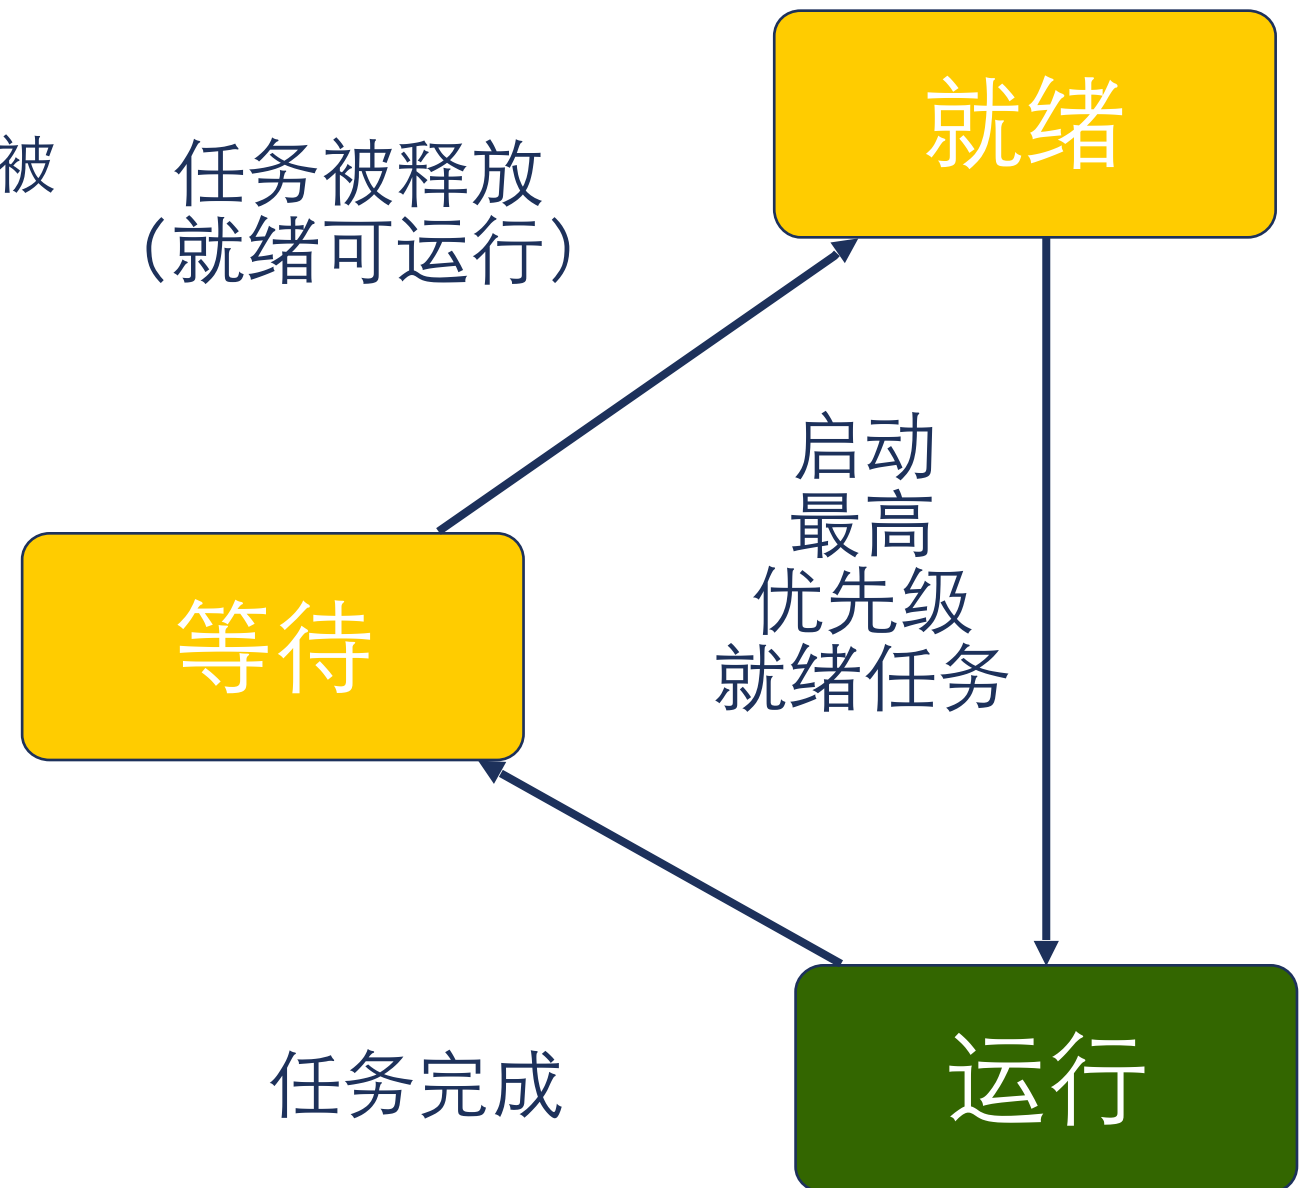 就绪
被
任务被释放
（就绪可运行）
启动
最高
优先级
就绪任务
等待
任务完成
运行